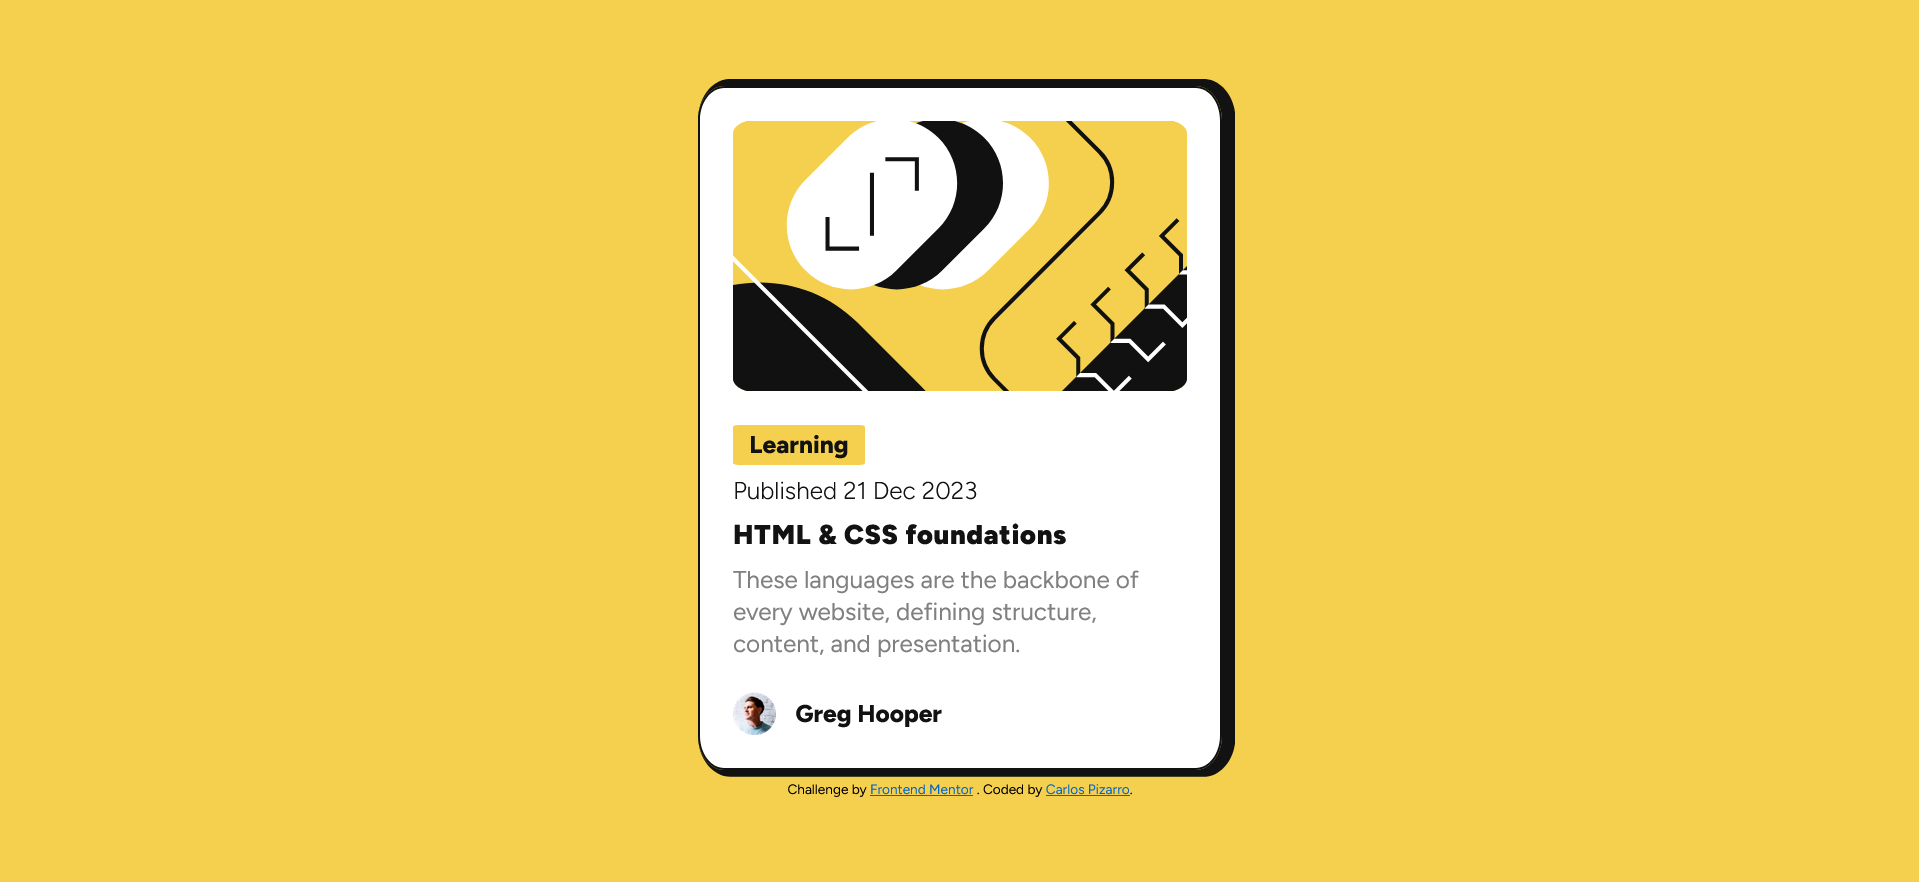 Learning
Published 21 Dec 2023
HTML & CSS foundations
These languages are the backbone of
every website, defining structure,
content, and presentation.
Greg Hooper
Challenge by Frontend Mentor . Coded by Carlos Pizarro.